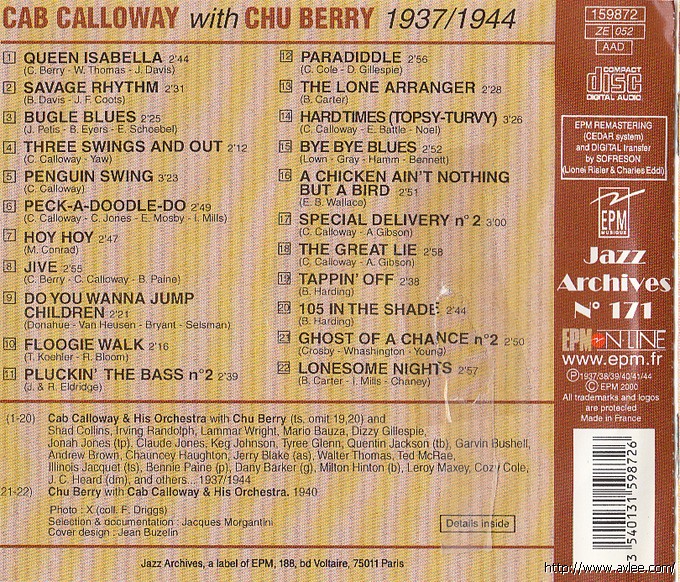 CAB CALLOWAY with CHU BERRY 1937/1944
1 QUEEN ISABELLA 2'44
(C. Berry - W. Thomas - J. Davis)
2 SAVAGE RHYTHM 2'31
(B. Davis - J. F. Coots)
3 BUGLE BLUES 2'25
(J. Petis - B. Eyers - E. Schoebel)
4 THREE SWINGS AND OUT 2'12
(C. Calloway - Yaw)
5 PENGUIN SWING 3'23
(C. Calloway)
6 PECK-A-DOODLE-DO 2'49
(C. Calloway - C. Jones - E. Mosby - I. Mills)
7 HOY HOY 2'47
(M. Conrad)
8 JIVE 2'55
(C. Berry - C. Calloway - B. Paine)
9 DO YOU WANNA JUMP
CHILDREN 2'21
(Donahue - Van Heusen - Bryant - Selsman)
10 FLOOGIE WALK 2'16
(T. Koehler - R. Bloom)
11 PLUCKIN' THE BASS n°2 2'39
(J. & R. Eldridge)
12 PARADIDDLE 2'56
(C. Cole - D. Gillespie)
13 THE LONE ARRANGER 2'28
(B. Carter)
14 HARD TIMES (TOPSY-TURVY) 3'26
(C. Calloway - E. Battle - Noel)
15 BYE BYE BLUES 2'52
(Lown - Gray - Hamm - Bennett)
16 A CHICKEN AIN'T NOTHING
BUT A BIRD 2'51
(E. B. Wallace)
17 SPECIAL DELIVERY n° 2 3'00
(C. Calloway - A Gibson)
18 THE GREAT LIE 2'58
(C. Calloway - A. Gibson)
19 TAPPIN' OFF 2'38
(B. Harding)
20 105 IN THE SHADE 2'44
(B. Harding)
21 GHOST OF A CHANCE n°2 2'50
(Crosby - Whashington - Young)
22 LONESOME NIGHTS 2'57
(B. Carter - I. Mills - Chaney)
(1-20) Cab Calloway & His Orchestra with Chu Berry (ts. omit 19,20) and
Shad Collins, Irving Randolph, Lammar Wright, Mario Bauza, Dizzy Gillespie,
Jonah Jones (tp), Claude Jones, Keg Johnson, Tyree Glenn, Quentin Jackson (tb), Garvin Bushell,
Andrew Brown, Chauncey Haughton, Jerry Blake (as), Walter Thomas, Ted McRae,
Illinois Jacquet (ts), Bennie Paine (p), Dany Barker (g), Milton Hinton (b), Leroy Maxey, Cozy Cole,
J. C. Heard (dm), and others... 1937/1944
21-22) Chu Berry with Cab Calloway & His Orchestra. 1940
Photo : X (coll. F. Driggs)
Selection & documentation : Jacques Morgantini
Cover design : Jean Buzelin
Details inside
Jazz Archives, a label of EPM, 188, bd Voltaire, 75011 Paris
159872
ZE 052
AAD
COMPACT
disc
DIGITAL AUDIO
EPM REMASTERING
(CEDAR system)
and DIGITAL transfer
by SOFRESON
(Lionel Risler & Charles Eddi)
EPM
MUSIQUE
Jazz
Archives
N° 171
EPM ON-LINE
www.epm.fr
Ⓟ 1937/38/39/40/41/44
© EPM 2000
All trademarks and logos
are protected
Made in France
3 540131 598726
http://www.avlee.com/